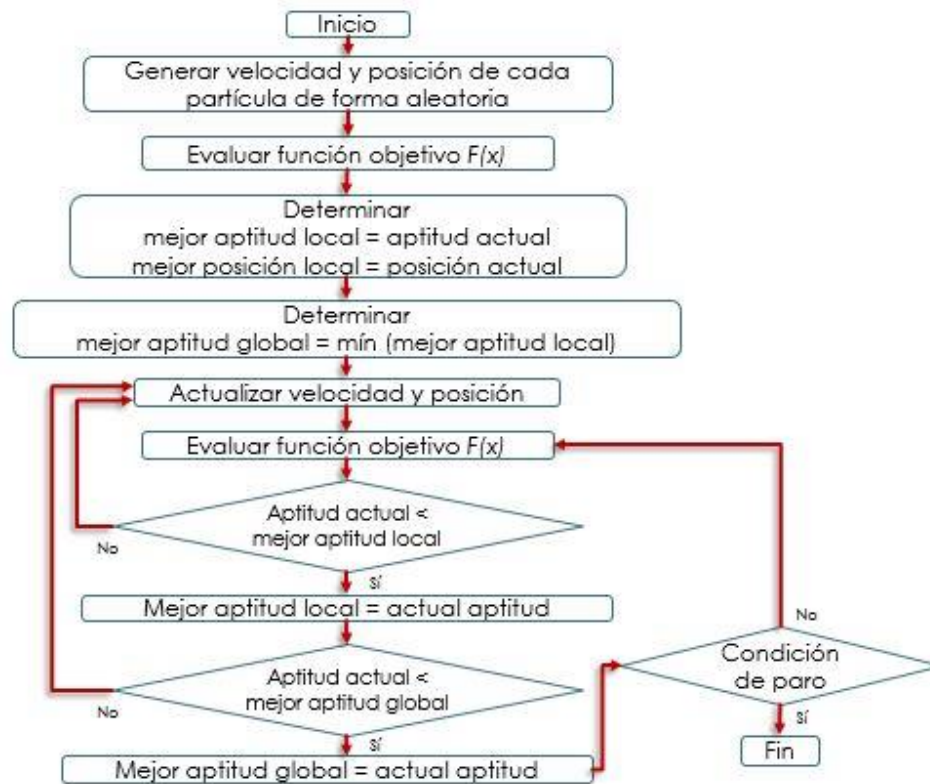 Inicio
Generar velocidad y posición de cada
partícula de forma aleatoria
Evaluar función objetivo F(x)
Determinar
mejor aptitud local = aptitud actual
mejor posición local = posición actual
Determinar
mejor aptitud global = mín (mejor aptitud local)
Actualizar velocidad y posición
Evaluar función objetivo F(x)
Aptitud actual <
mejor aptitud local
No
sí
Mejor aptitud local = actual aptitud
Aptitud actual <
mejor aptitud global
No
sí
Mejor aptitud global = actual aptitud
No
Condición
de paro
sí
Fin